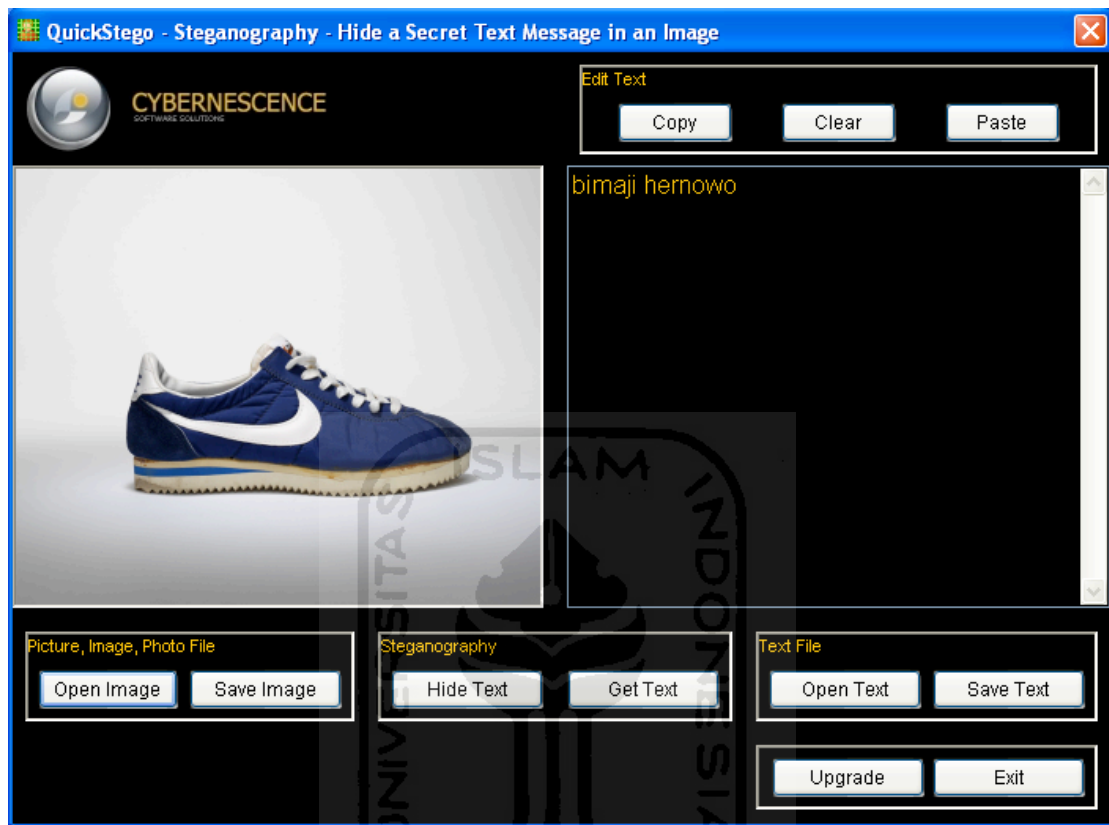 QuickStego - Steganography - Hide a Secret Text Message in an Image
CYBERNESCENCE
SOFTWARE SOLUTIONS
Edit Text
Copy Clear Paste
bimaji hernowo
Picture, Image, Photo File
Open Image Save Image
Steganography
Hide Text Get Text
Text File
Open Text Save Text
Upgrade Exit
UNIVERSITAS
ISLAM
INDONESIA